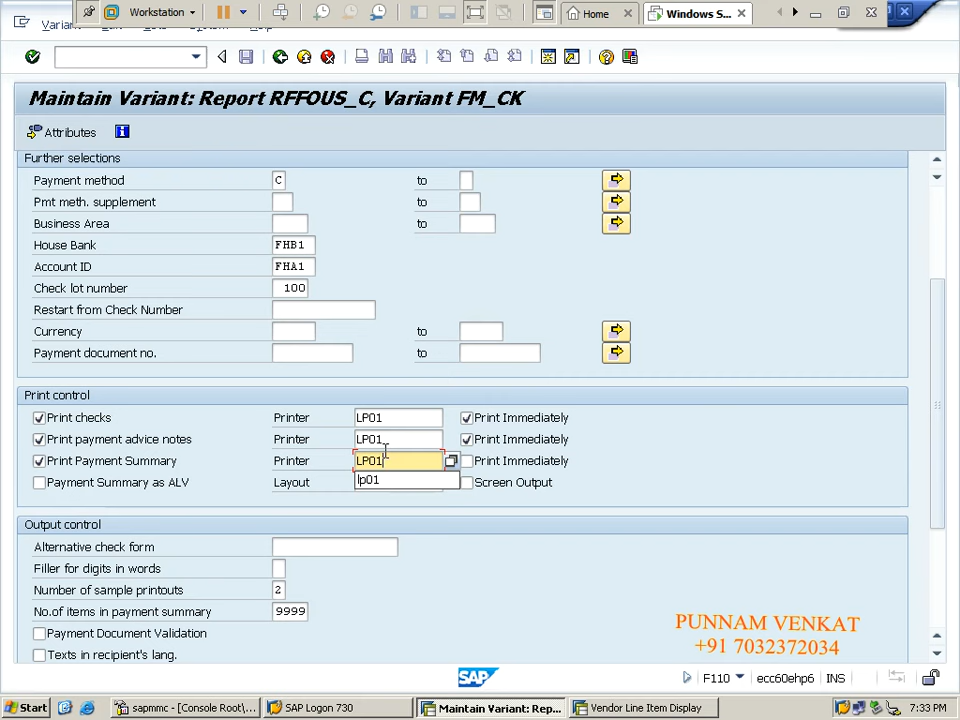 Workstation
Home
Windows S...
Maintain Variant: Report RFFOUS_C, Variant FM_CK
Attributes
Further selections
Payment method C to
Pmt meth. supplement to
Business Area to
House Bank FHB1
Account ID FHA1
Check lot number 100
Restart from Check Number
Currency to
Payment document no. to
Print control
Print checks Printer LP01 Print Immediately
Print payment advice notes Printer LP01 Print Immediately
Print Payment Summary Printer LP01 Print Immediately
lp01
Payment Summary as ALV Layout Screen Output
Output control
Alternative check form
Filler for digits in words
Number of sample printouts 2
No.of items in payment summary 9999
Payment Document Validation
Texts in recipient's lang.
PUNNAM VENKAT
+91 7032372034
SAP F110 ecc60ehp6 INS
Start sapmmc - [Console Root\... SAP Logon 730 Maintain Variant: Rep... Vendor Line Item Display 7:33 PM